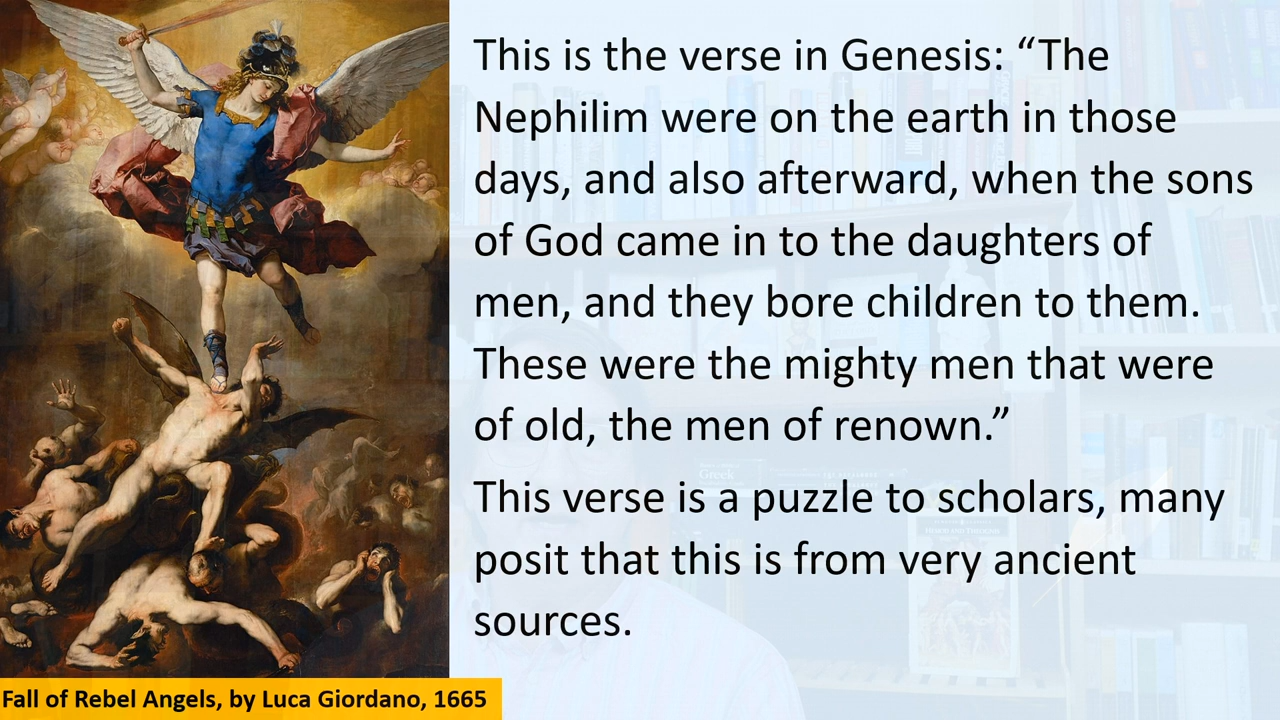 This is the verse in Genesis: “The
Nephilim were on the earth in those
days, and also afterward, when the sons
of God came in to the daughters of
men, and they bore children to them.
These were the mighty men that were
of old, the men of renown.”
This verse is a puzzle to scholars, many
posit that this is from very ancient
sources.
Greek
Fall of Rebel Angels, by Luca Giordano, 1665